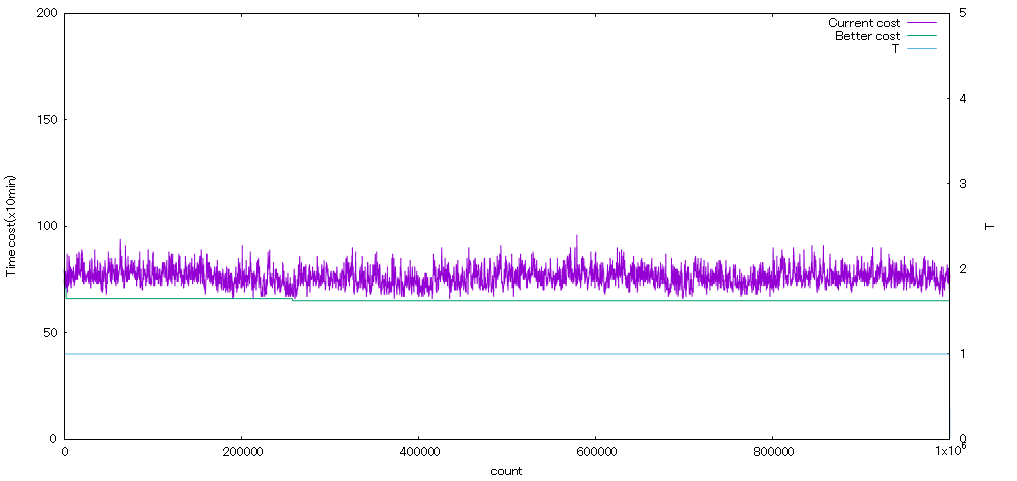 200
150
100
50
0
Time cost(x10min)
Current cost
Better cost
T
5
4
3
2
1
0
T
0
200000
400000
600000
800000
1x10^6
count